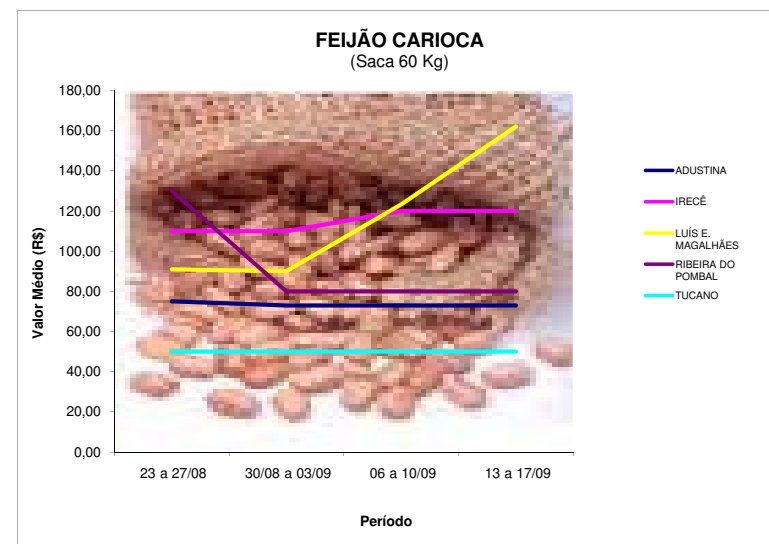 FEIJÃO CARIOCA
(Saca 60 Kg)
Valor Médio (R$)
180,00
160,00
140,00
120,00
100,00
80,00
60,00
40,00
20,00
0,00
23 a 27/08
30/08 a 03/09
06 a 10/09
13 a 17/09
Período
ADUSTINA
IRECÊ
LUÍS E.
MAGALHÃES
RIBEIRA DO
POMBAL
TUCANO